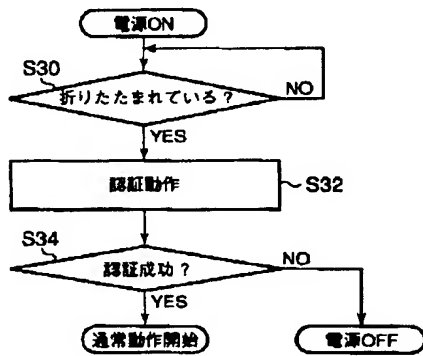 電源ON
S30
折りたたまれている?
NO
YES
認証動作
S32
S34
認証成功?
NO
YES
通常動作開始
電源OFF